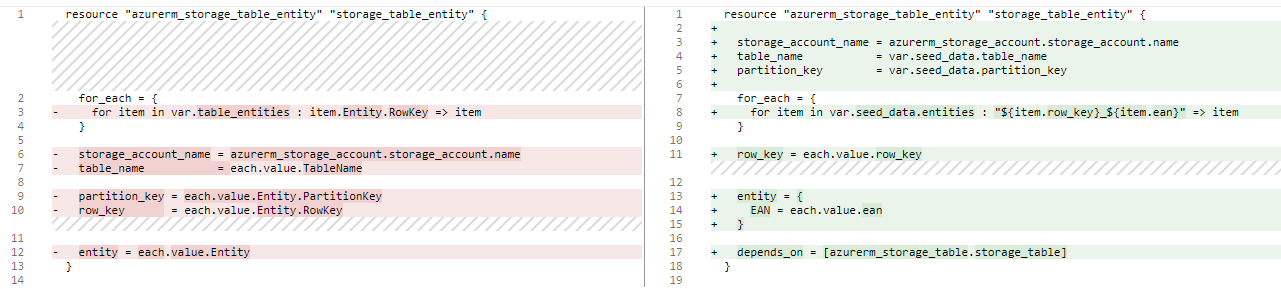 1 resource "azurerm_storage_table_entity" "storage_table_entity" {
2 for_each = {
3 - for item in var.table_entities : item.Entity.RowKey => item
4 }
5
6 - storage_account_name = azurerm_storage_account.storage_account.name
7 - table_name = each.value.TableName
8
9 - partition_key = each.value.Entity.PartitionKey
10 - row_key = each.value.Entity.RowKey
11
12 - entity = each.value.Entity
13 }
14
1 resource "azurerm_storage_table_entity" "storage_table_entity" {
2 +
3 + storage_account_name = azurerm_storage_account.storage_account.name
4 + table_name = var.seed_data.table_name
5 + partition_key = var.seed_data.partition_key
6 +
7 for_each = {
8 + for item in var.seed_data.entities : "${item.row_key}_${item.ean}" => item
9 }
10
11 + row_key = each.value.row_key
12
13 + entity = {
14 + EAN = each.value.ean
15 + }
16
17 + depends_on = [azurerm_storage_table.storage_table]
18 }
19